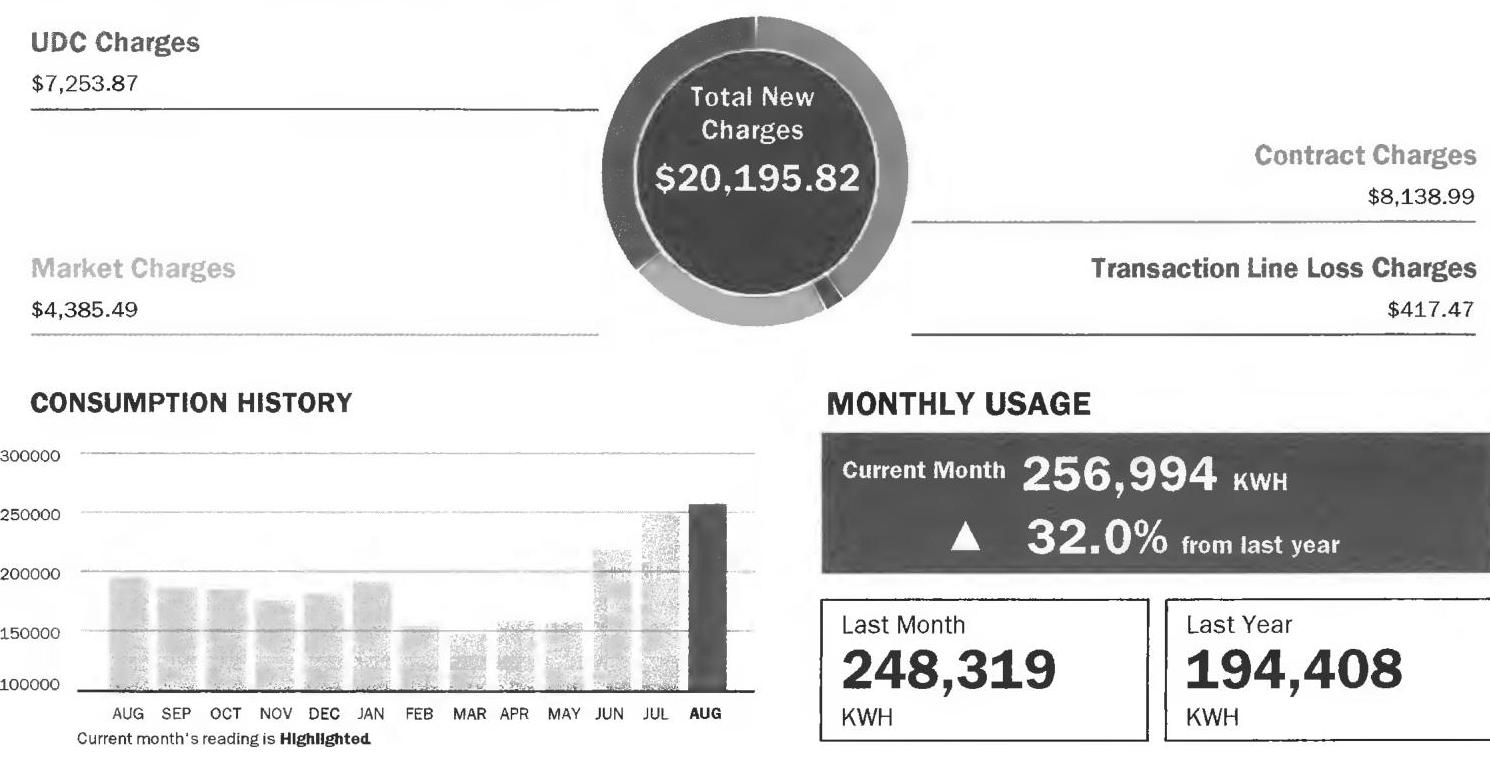 UDC Charges
$7,253.87
Total New
Charges
$20,195.82
Contract Charges
$8,138.99
Market Charges
$4,385.49
Transaction Line Loss Charges
$417.47
CONSUMPTION HISTORY
300000
250000
200000
150000
100000
AUG SEP OCT NOV DEC JAN FEB MAR APR MAY JUN JUL AUG
Current month's reading is Highlighted
MONTHLY USAGE
Current Month 256,994 KWH
▲ 32.0% from last year
Last Month
248,319
KWH
Last Year
194,408
KWH